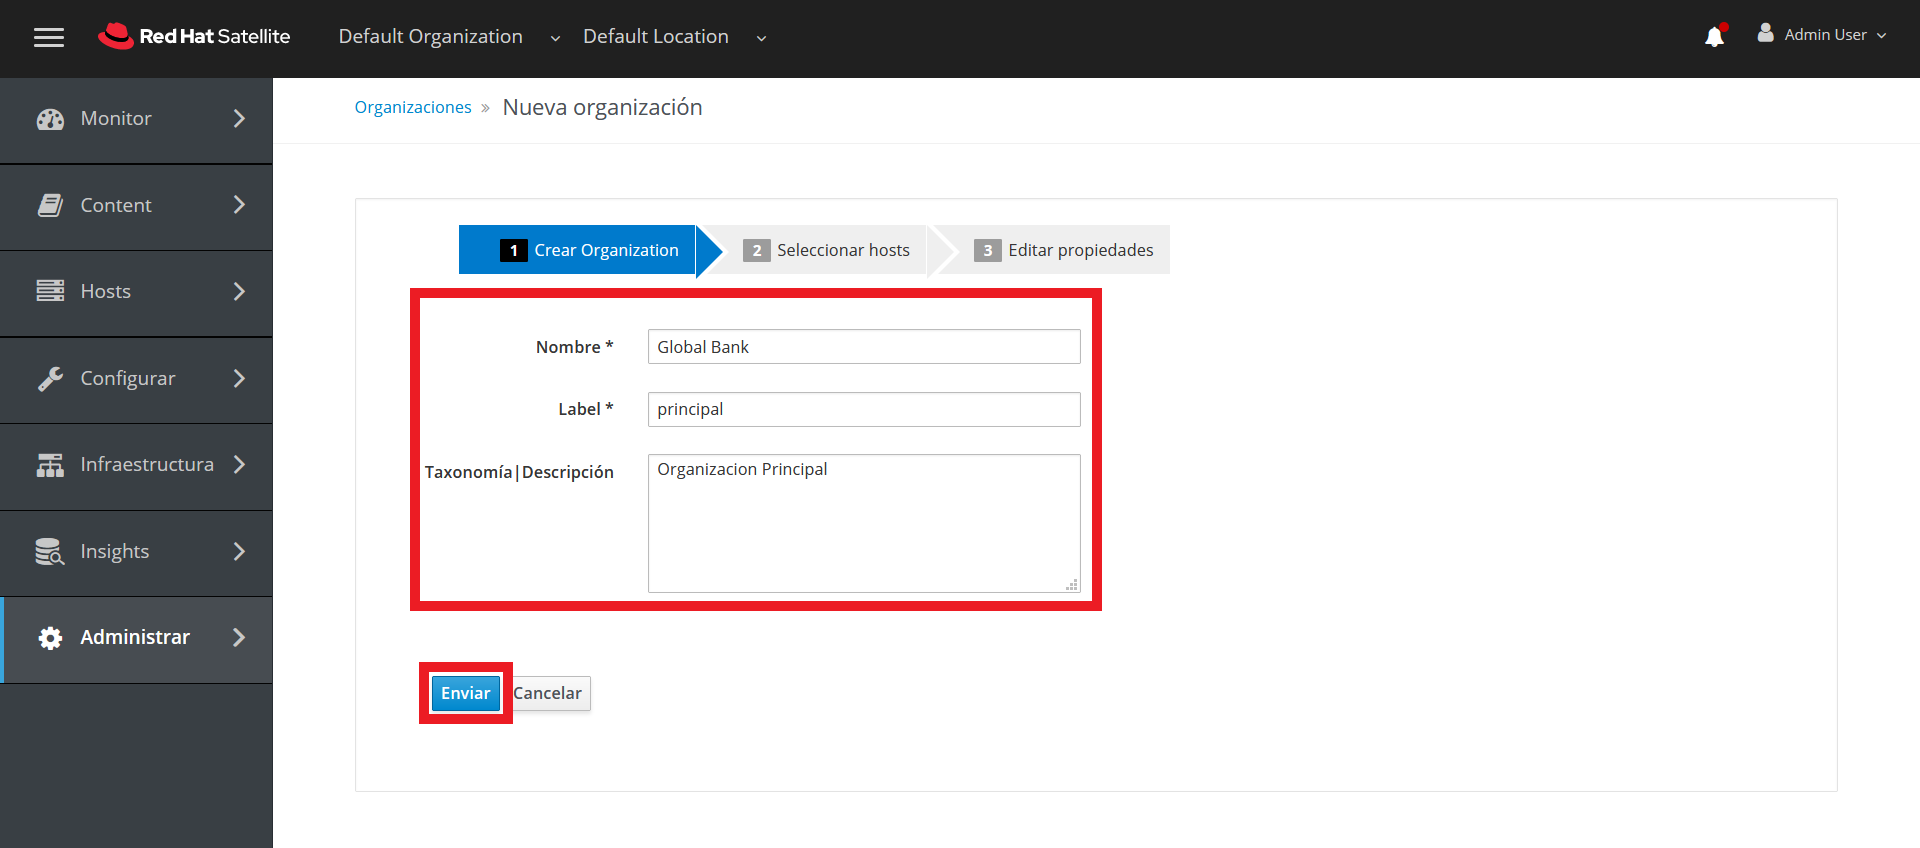 Red Hat Satellite Default Organization Default Location Admin User
Organizaciones » Nueva organización
Monitor
Content
Hosts
Configurar
Infraestructura
Insights
Administrar
1 Crear Organization 2 Seleccionar hosts 3 Editar propiedades
Nombre * Global Bank
Label * principal
Taxonomía|Descripción Organizacion Principal
Enviar Cancelar